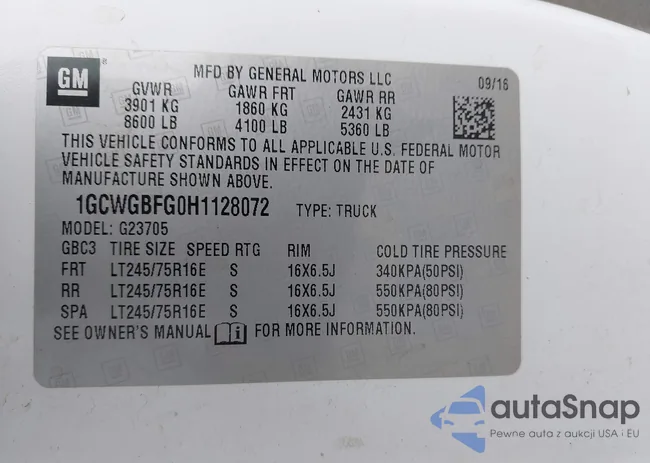 GM
MFD BY GENERAL MOTORS LLC
09/16
GVWR GAWR FRT GAWR RR
3901 KG 1860 KG 2431 KG
8600 LB 4100 LB 5360 LB
THIS VEHICLE CONFORMS TO ALL APPLICABLE U.S. FEDERAL MOTOR
VEHICLE SAFETY STANDARDS IN EFFECT ON THE DATE OF
MANUFACTURE SHOWN ABOVE.
1GCWGBFG0H1128072 TYPE: TRUCK
MODEL: G23705
GBC3 TIRE SIZE SPEED RTG RIM COLD TIRE PRESSURE
FRT LT245/75R16E S 16X6.5J 340KPA(50PSI)
RR LT245/75R16E S 16X6.5J 550KPA(80PSI)
SPA LT245/75R16E S 16X6.5J 550KPA(80PSI)
SEE OWNER'S MANUAL i FOR MORE INFORMATION.
autaSnap
Pewne auta z aukcji USA i EU